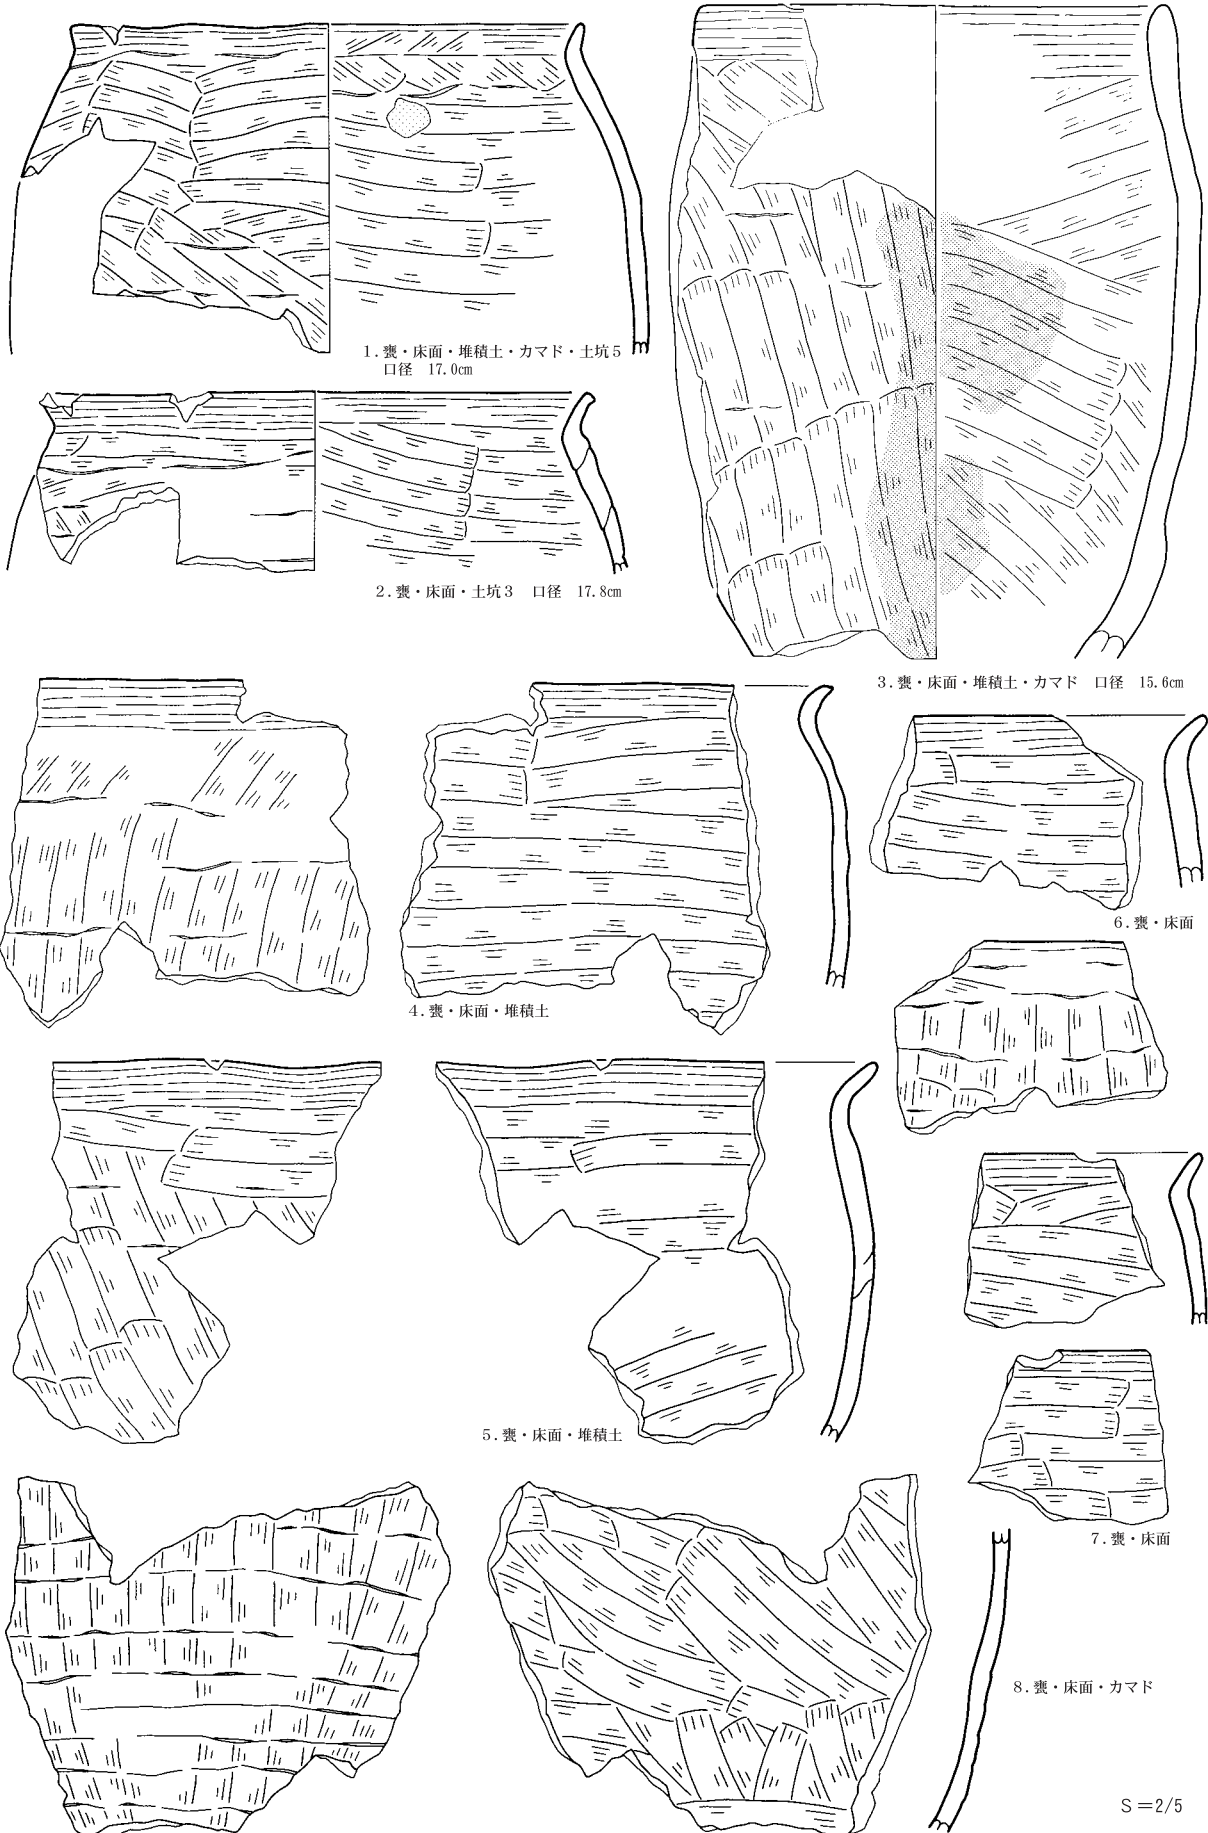 1.甕・床面・堆積土・カマド・土坑5
口径 17.0cm
2.甕・床面・土坑3 口径 17.8cm
3.甕・床面・堆積土・カマド 口径 15.6cm
4.甕・床面・堆積土
6.甕・床面
5.甕・床面・堆積土
7.甕・床面
8.甕・床面・カマド
S=2/5